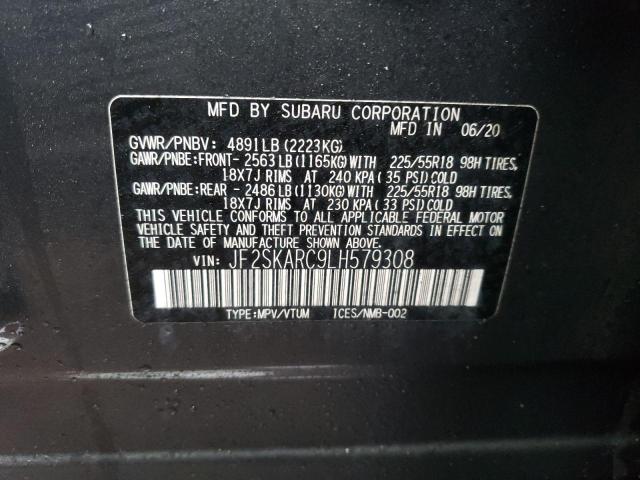 MFD BY SUBARU CORPORATION
MFD IN 06/20
GVWR/PNBV: 4891LB (2223KG)
GAWR/PNBE:FRONT- 2563LB (1165KG)WITH 225/55R18 98H TIRES,
18X7J RIMS AT 240 KPA ( 35 PSI) COLD
GAWR/PNBE:REAR - 2486LB (1130KG)WITH 225/55R18 98H TIRES,
18X7J RIMS AT 230 KPA ( 33 PSI) COLD
THIS VEHICLE CONFORMS TO ALL APPLICABLE FEDERAL MOTOR
VEHICLE SAFETY AND THEFT PREVENTION STANDARDS IN EFFECT
ON THE DATE OF MANUFACTURE SHOWN ABOVE.
VIN: JF2SKARC9LH579308
TYPE:MPV/VTUM ICES/NMB-002